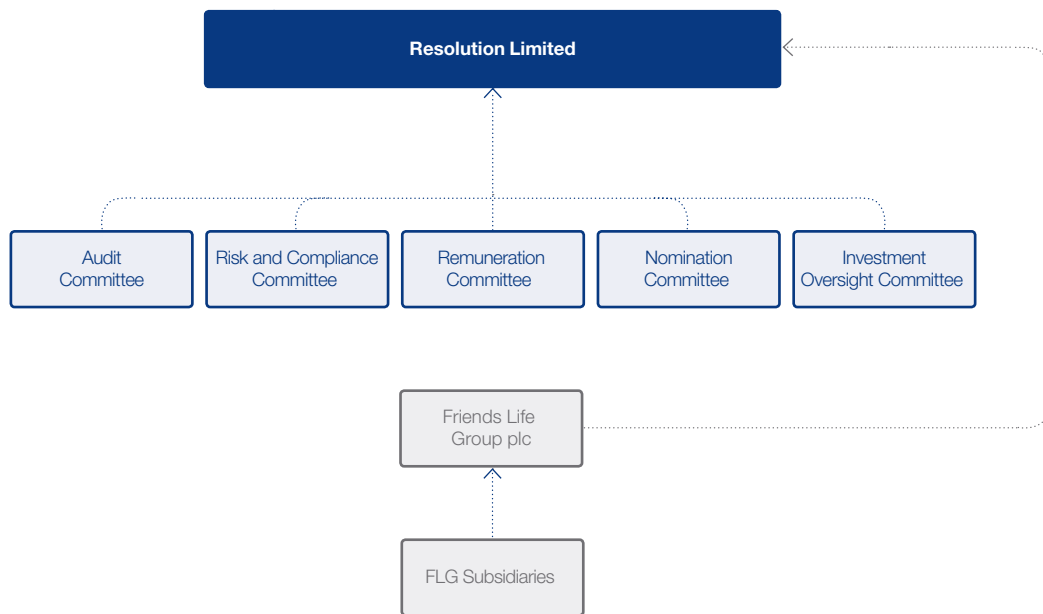 Resolution Limited
Audit
Committee
Risk and Compliance
Committee
Remuneration
Committee
Nomination
Committee
Investment
Oversight Committee
Friends Life
Group plc
FLG Subsidiaries